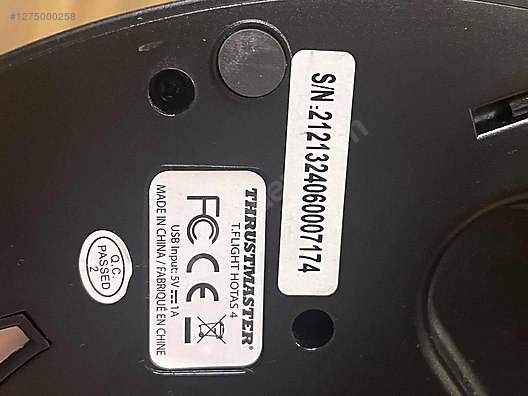 #1275000258
S/N:2121324060007174
THRUSTMASTER®
T.FLIGHT HOTAS 4
FC CE
USB Input: 5V ⎓ 1A
MADE IN CHINA / FABRIQUÉ EN CHINE
Q.C.
PASSED
2